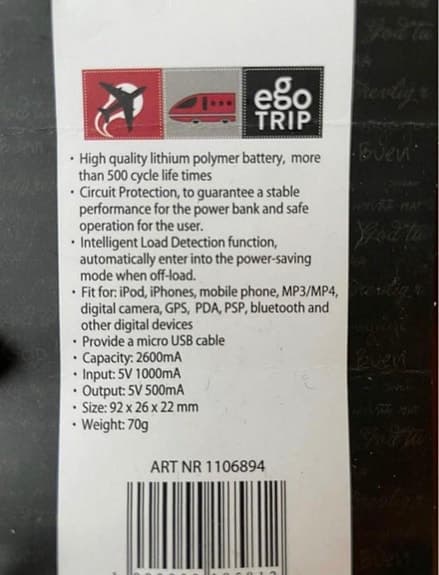 ego
TRIP
• High quality lithium polymer battery, more
than 500 cycle life times
• Circuit Protection, to guarantee a stable
performance for the power bank and safe
operation for the user.
• Intelligent Load Detection function,
automatically enter into the power-saving
mode when off-load.
• Fit for: iPod, iPhones, mobile phone, MP3/MP4,
digital camera, GPS, PDA, PSP, bluetooth and
other digital devices
• Provide a micro USB cable
• Capacity: 2600mA
• Input: 5V 1000mA
• Output: 5V 500mA
• Size: 92 x 26 x 22 mm
• Weight: 70g
ART NR 1106894